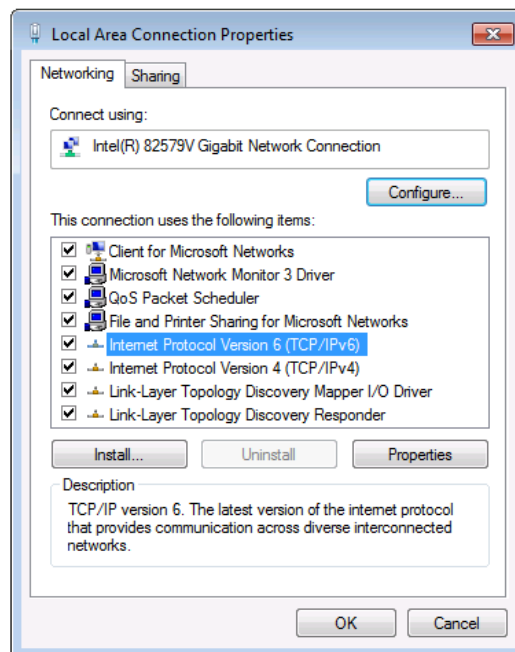 Local Area Connection Properties
Networking
Sharing
Connect using:
Intel(R) 82579V Gigabit Network Connection
Configure...
This connection uses the following items:
Client for Microsoft Networks
Microsoft Network Monitor 3 Driver
QoS Packet Scheduler
File and Printer Sharing for Microsoft Networks
Internet Protocol Version 6 (TCP/IPv6)
Internet Protocol Version 4 (TCP/IPv4)
Link-Layer Topology Discovery Mapper I/O Driver
Link-Layer Topology Discovery Responder
Install...
Uninstall
Properties
Description
TCP/IP version 6. The latest version of the internet protocol
that provides communication across diverse interconnected
networks.
OK
Cancel